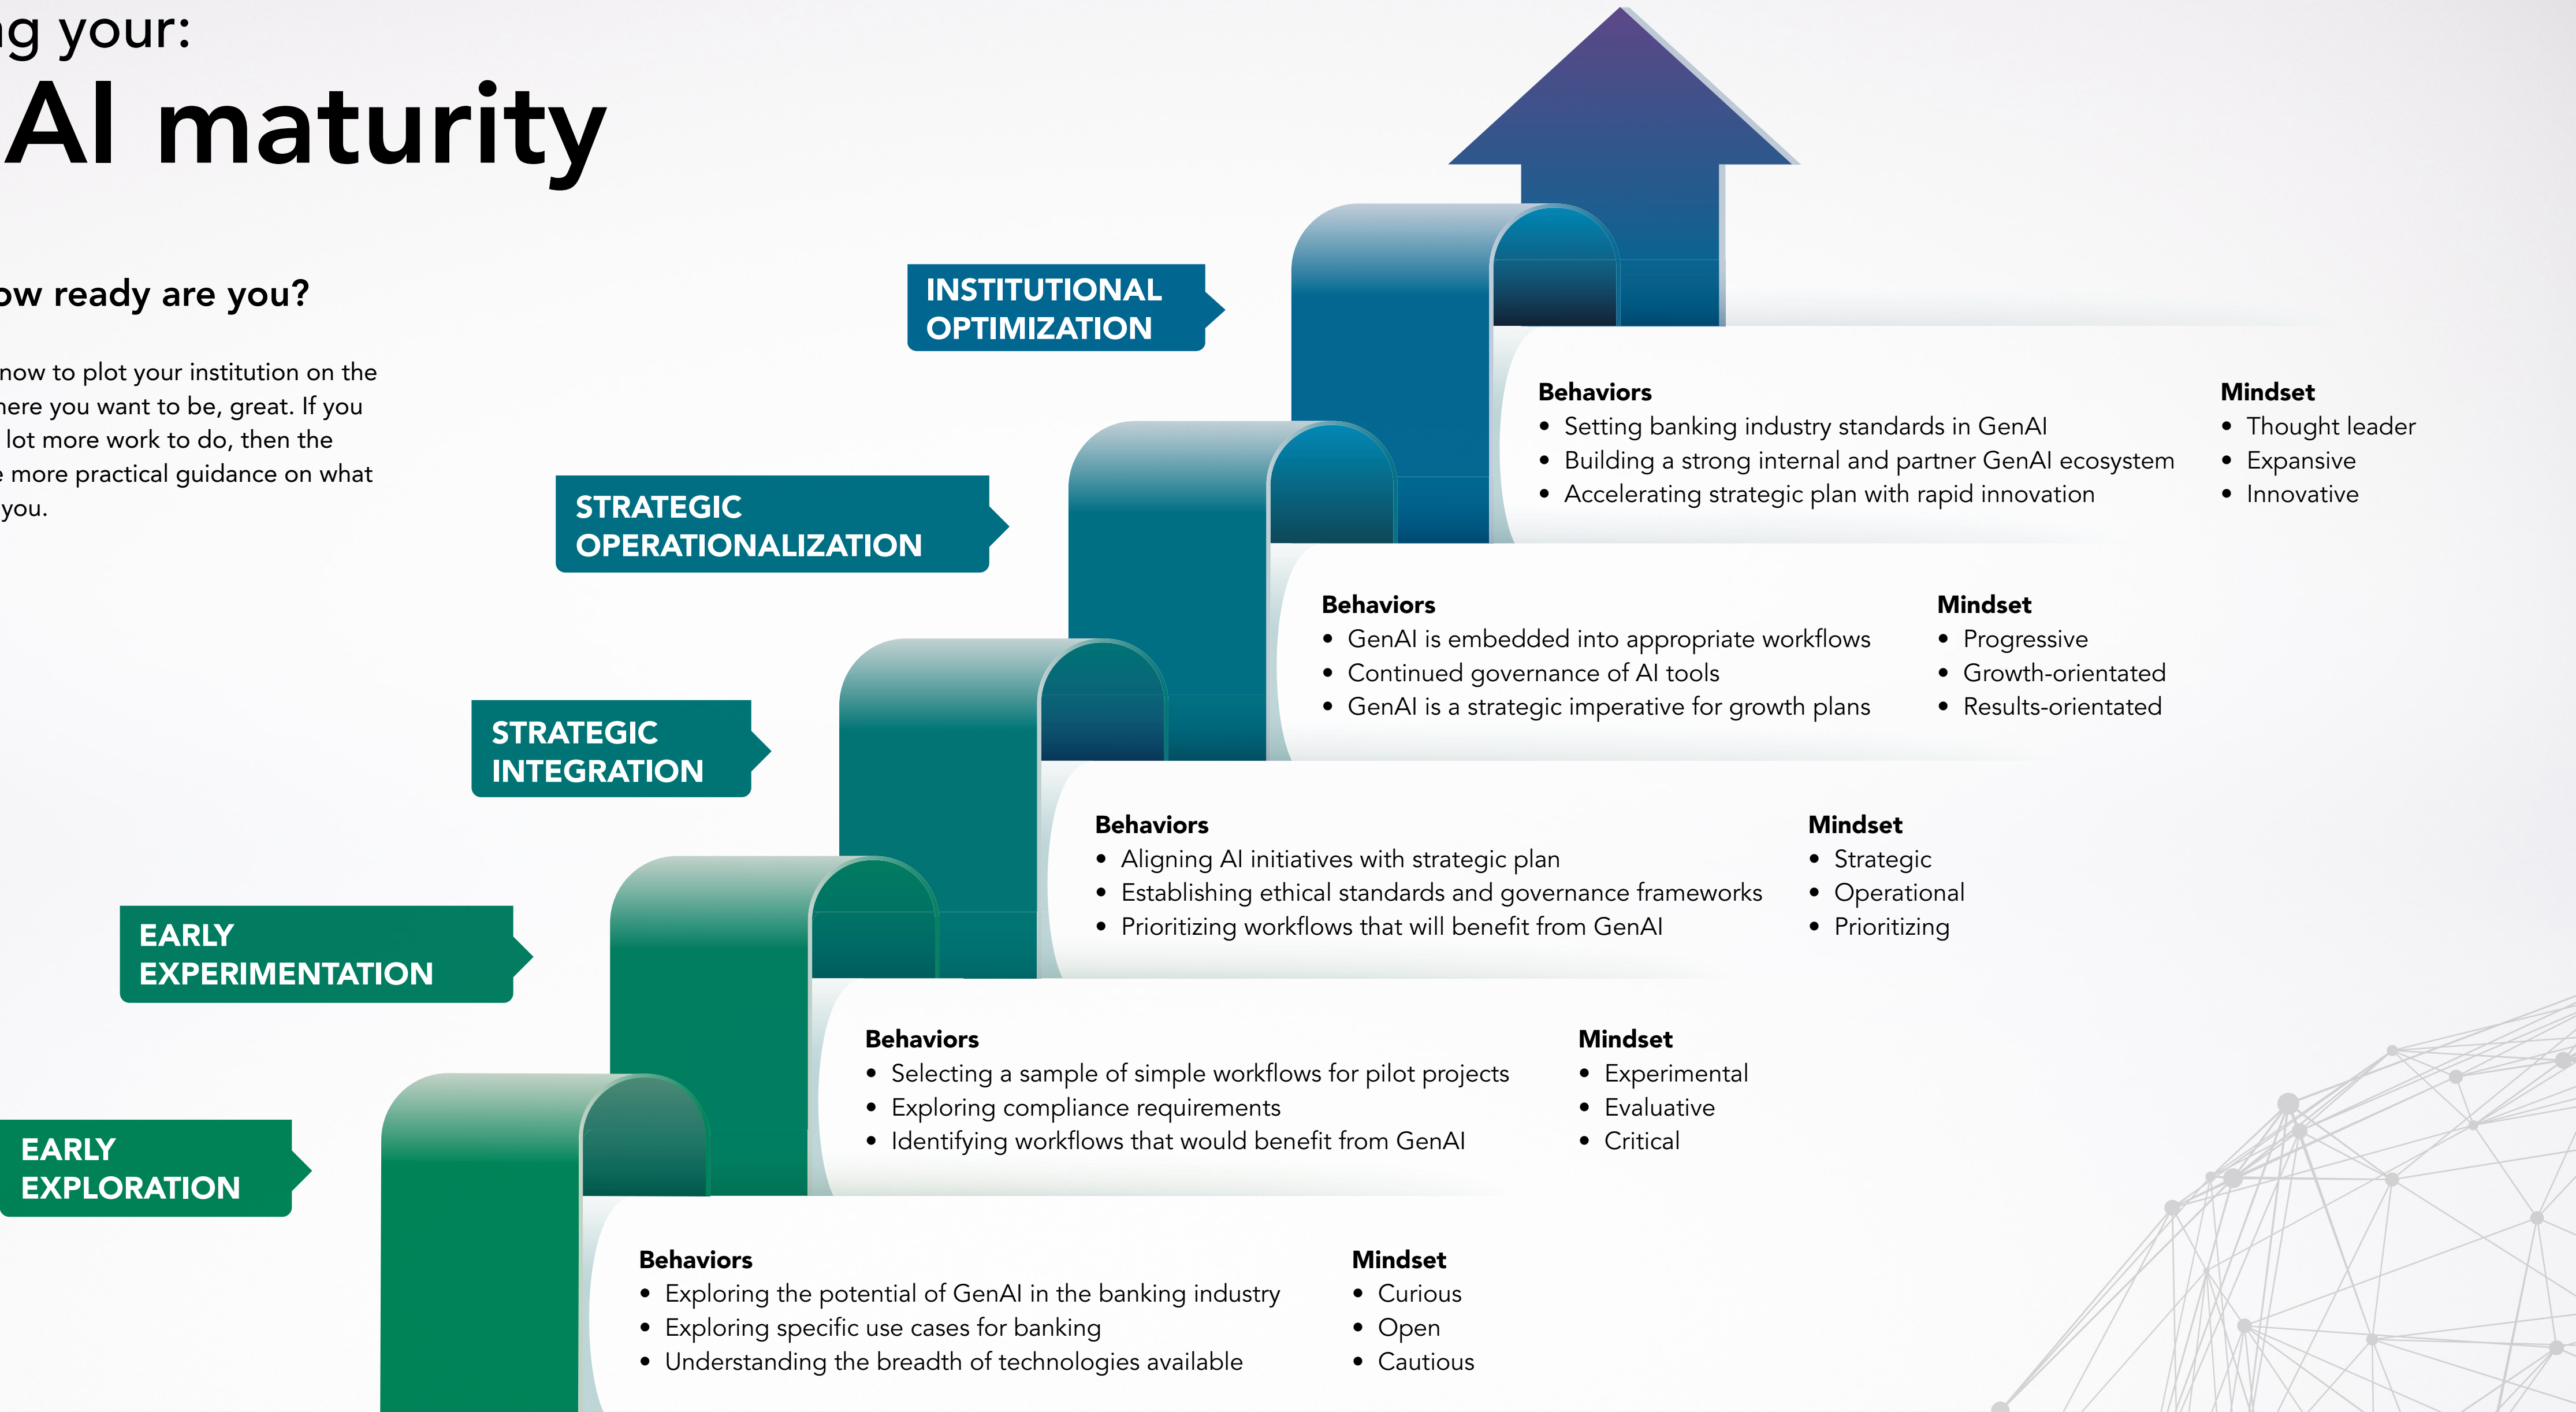 ng your:
AI maturity
ow ready are you?
now to plot your institution on the
here you want to be, great. If you
lot more work to do, then the
e more practical guidance on what
you.
INSTITUTIONAL
OPTIMIZATION
Behaviors
• Setting banking industry standards in GenAI
• Building a strong internal and partner GenAI ecosystem
• Accelerating strategic plan with rapid innovation
Mindset
• Thought leader
• Expansive
• Innovative
STRATEGIC
OPERATIONALIZATION
Behaviors
• GenAI is embedded into appropriate workflows
• Continued governance of AI tools
• GenAI is a strategic imperative for growth plans
Mindset
• Progressive
• Growth-orientated
• Results-orientated
STRATEGIC
INTEGRATION
Behaviors
• Aligning AI initiatives with strategic plan
• Establishing ethical standards and governance frameworks
• Prioritizing workflows that will benefit from GenAI
Mindset
• Strategic
• Operational
• Prioritizing
EARLY
EXPERIMENTATION
Behaviors
• Selecting a sample of simple workflows for pilot projects
• Exploring compliance requirements
• Identifying workflows that would benefit from GenAI
Mindset
• Experimental
• Evaluative
• Critical
EARLY
EXPLORATION
Behaviors
• Exploring the potential of GenAI in the banking industry
• Exploring specific use cases for banking
• Understanding the breadth of technologies available
Mindset
• Curious
• Open
• Cautious